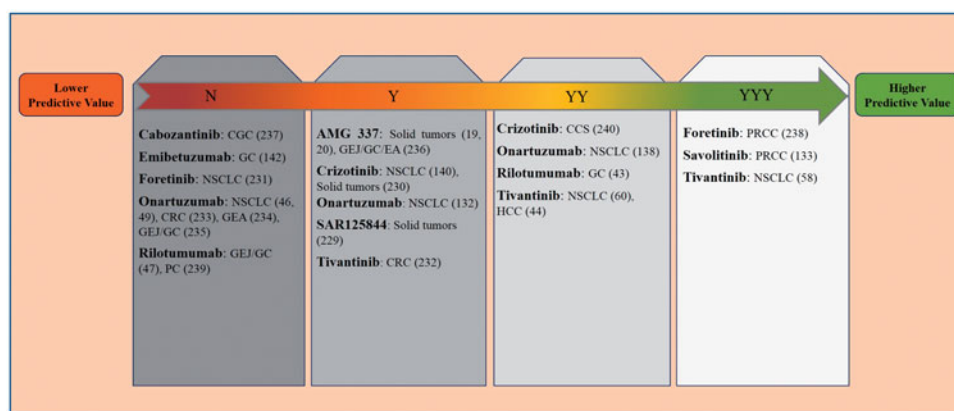 Lower
Predictive Value
N
Y
YY
YYY
Higher
Predictive Value
Cabozantinib: CGC (237)
Emibetuzumab: GC (142)
Foretinib: NSCLC (231)
Onartuzumab: NSCLC (46,
49), CRC (233), GEA (234),
GEJ/GC (235)
Rilotumumab: GEJ/GC
(47), PC (239)
AMG 337: Solid tumors (19,
20), GEJ/GC/EA (236)
Crizotinib: NSCLC (140),
Solid tumors (230)
Onartuzumab: NSCLC (132)
SAR125844: Solid tumors
(229)
Tivantinib: CRC (232)
Crizotinib: CCS (240)
Onartuzumab: NSCLC (138)
Rilotumumab: GC (43)
Tivantinib: NSCLC (60),
HCC (44)
Foretinib: PRCC (238)
Savolitinib: PRCC (133)
Tivantinib: NSCLC (58)